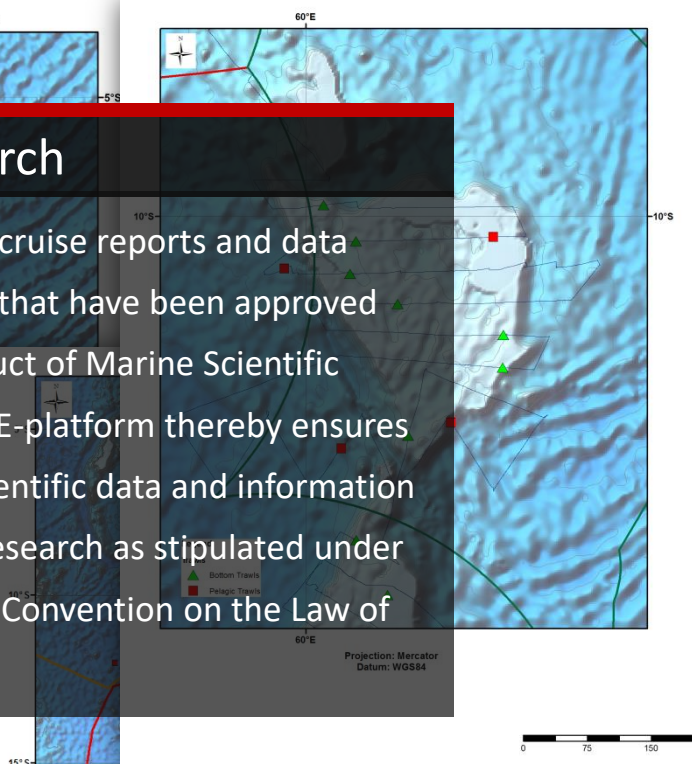 60°E
N
5°S
rch
10°S
10°S
cruise reports and data
that have been approved
uct of Marine Scientific
N
E-platform thereby ensures
entific data and information
esearch as stipulated under
Bottom Trawls
Pelagic Trawls
10°S
Convention on the Law of
60°E
Projection: Mercator
Datum: WGS84
0 75 150
15°S